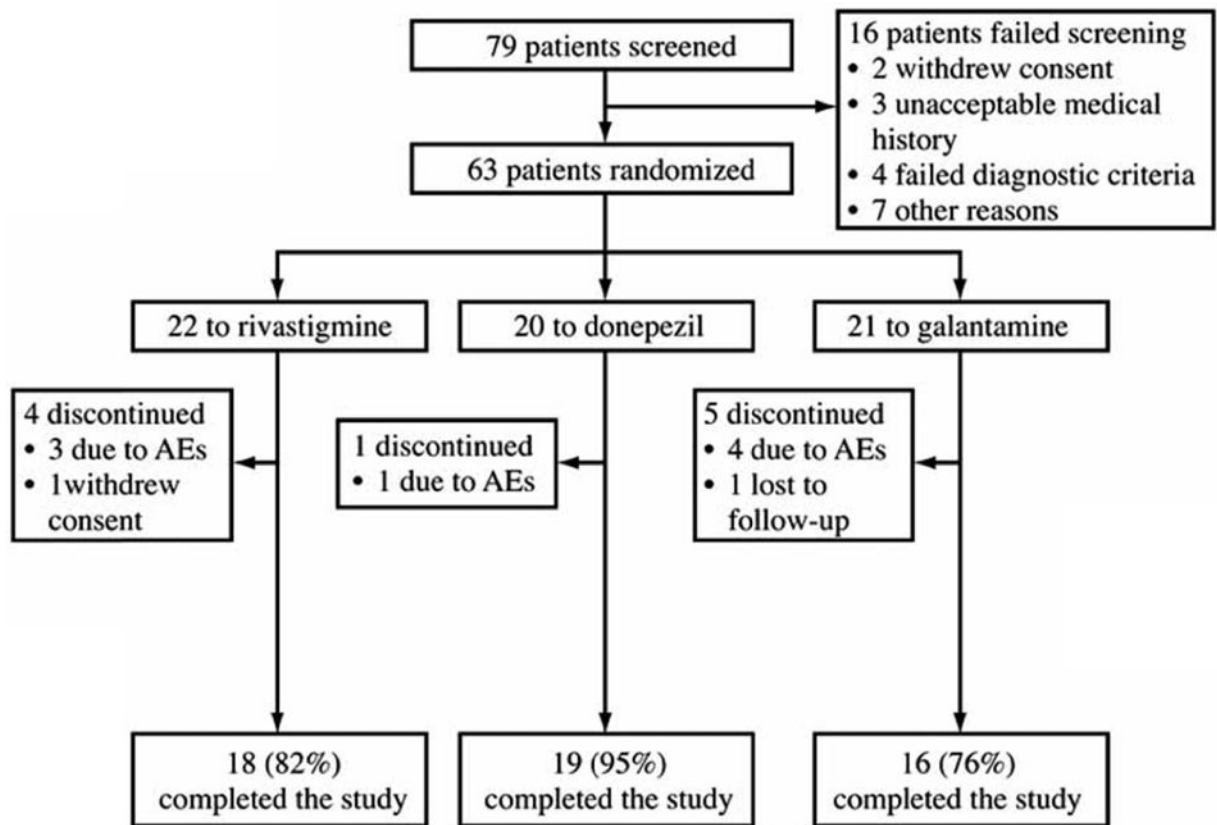 79 patients screened
16 patients failed screening
• 2 withdrew consent
• 3 unacceptable medical
history
• 4 failed diagnostic criteria
• 7 other reasons
63 patients randomized
22 to rivastigmine
20 to donepezil
21 to galantamine
4 discontinued
• 3 due to AEs
• 1withdrew
consent
1 discontinued
• 1 due to AEs
5 discontinued
• 4 due to AEs
• 1 lost to
follow-up
18 (82%)
completed the study
19 (95%)
completed the study
16 (76%)
completed the study